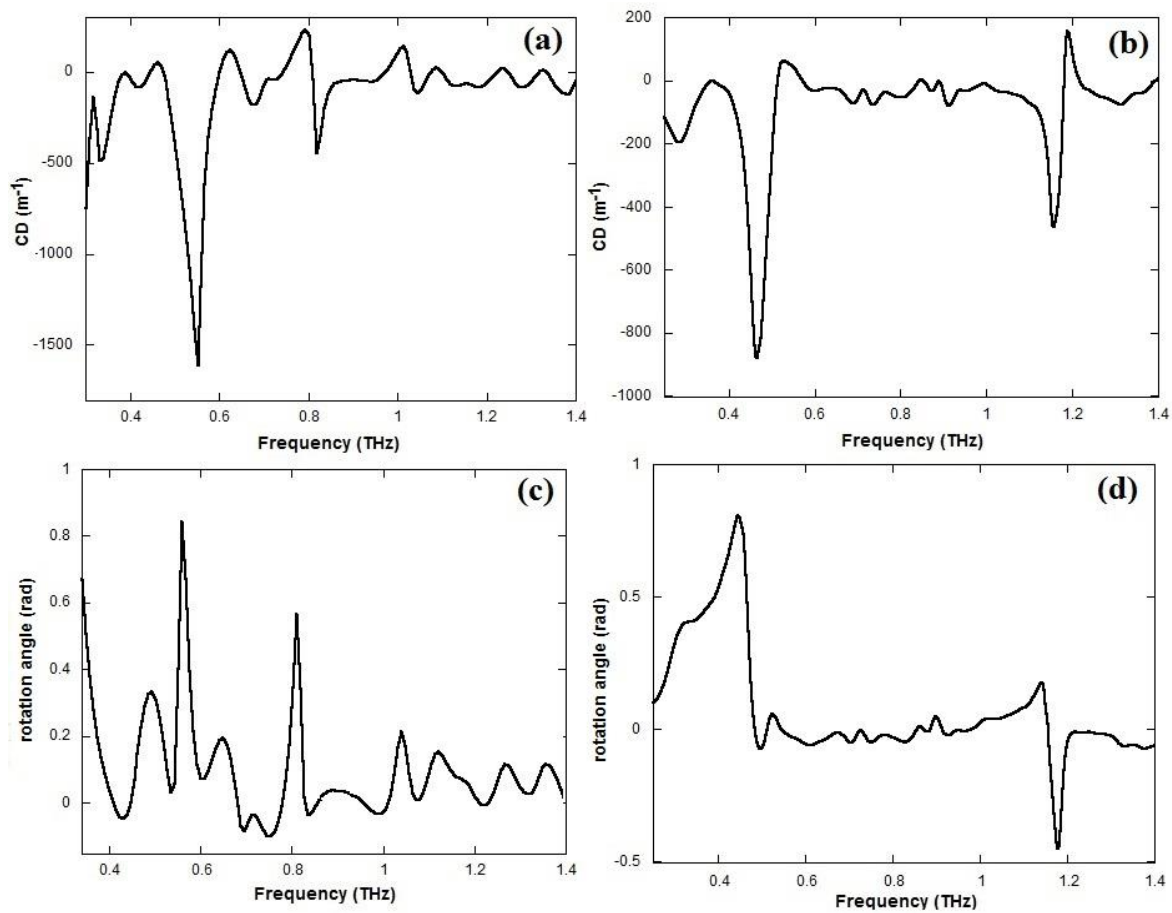 (a)
0
-500
-1000
-1500
CD (m-1)
0.4 0.6 0.8 1 1.2 1.4
Frequency (THz)
(b)
200
0
-200
-400
-600
-800
-1000
CD (m-1)
0.4 0.6 0.8 1 1.2 1.4
Frequency (THz)
(c)
1
0.8
0.6
0.4
0.2
0
rotation angle (rad)
0.4 0.6 0.8 1 1.2 1.4
Frequency (THz)
(d)
1
0.5
0
-0.5
rotation angle (rad)
0.4 0.6 0.8 1 1.2 1.4
Frequency (THz)